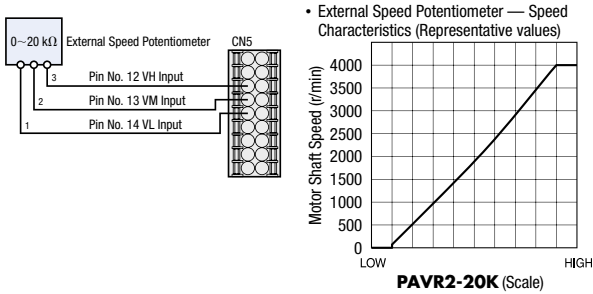 0~20 kΩ
External Speed Potentiometer
CN5
3
Pin No. 12 VH Input
2
Pin No. 13 VM Input
1
Pin No. 14 VL Input
• External Speed Potentiometer — Speed
Characteristics (Representative values)
Motor Shaft Speed (r/min)
4000
3500
3000
2500
2000
1500
1000
500
0
LOW
HIGH
PAVR2-20K (Scale)